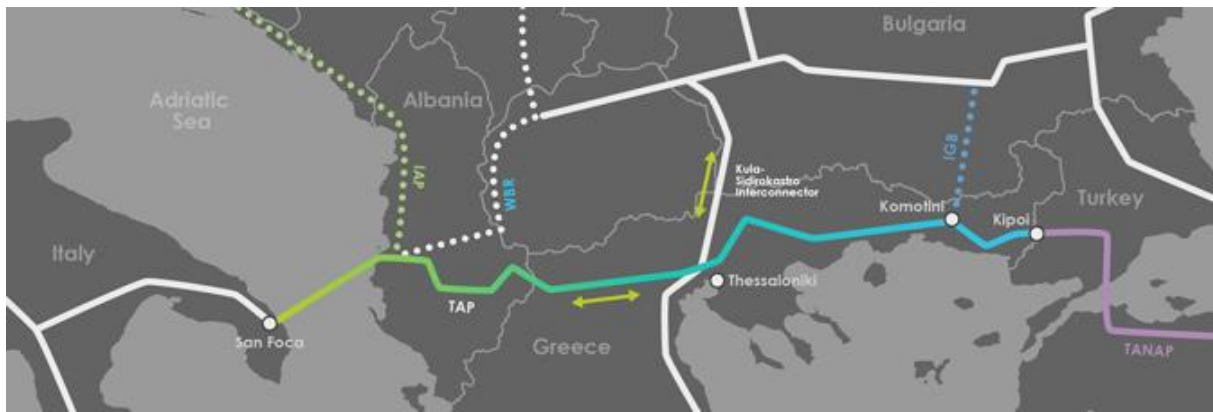 Bulgaria
Adriatic
Sea
Albania
IAP
WBR
Kula-
Sidirokastro
Interconnector
IGB
Komotini
Kipoi
Turkey
Italy
San Foca
TAP
Thessaloniki
Greece
TANAP